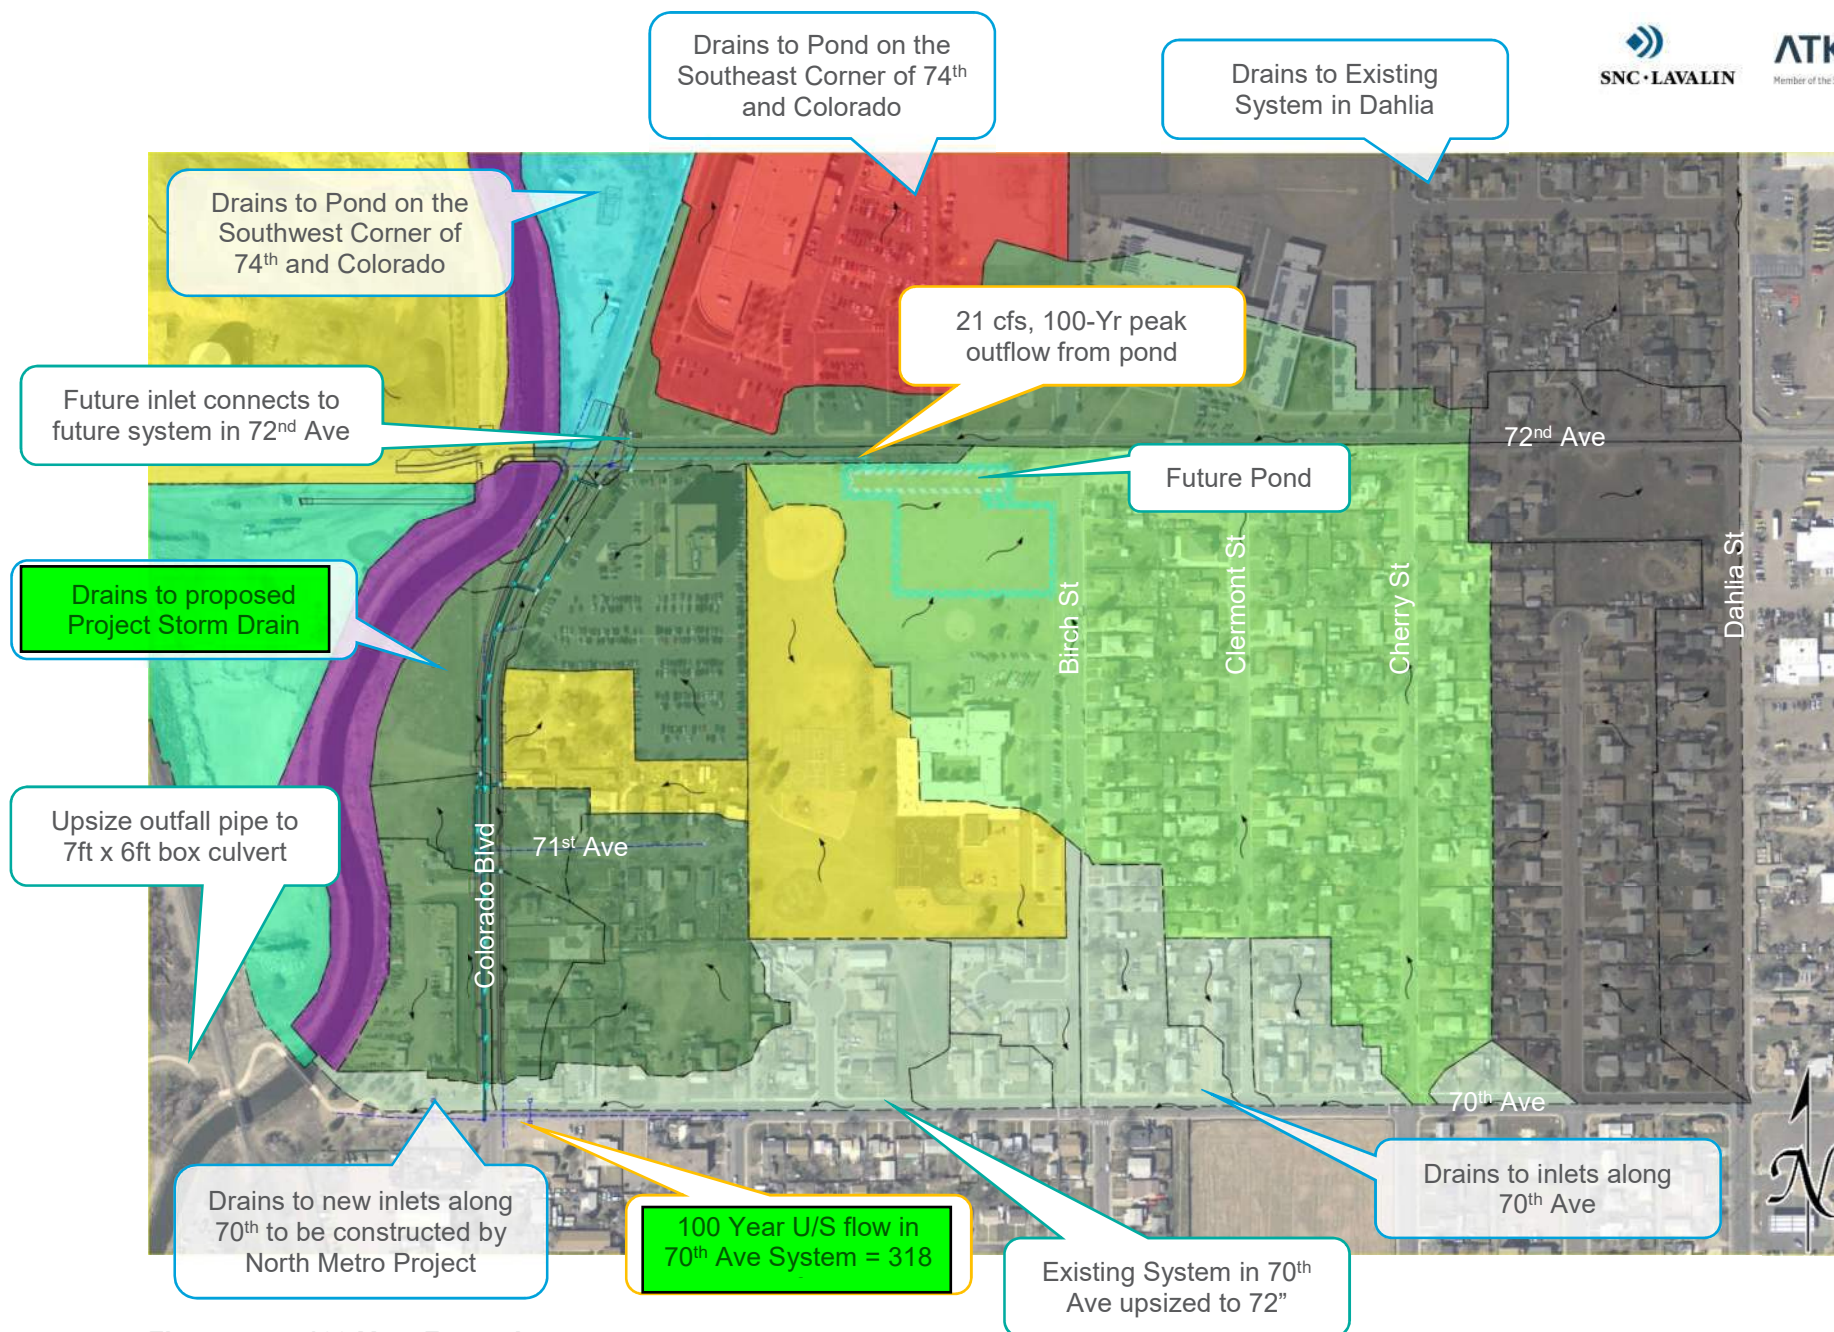 Drains to Pond on the
Southeast Corner of 74th
and Colorado
Drains to Existing
System in Dahlia
SNC·LAVALIN
ATK
Member of the
Drains to Pond on the
Southwest Corner of
74th and Colorado
21 cfs, 100-Yr peak
outflow from pond
Future inlet connects to
future system in 72nd Ave
72nd Ave
Future Pond
Drains to proposed
Project Storm Drain
Birch St
Clermont St
Cherry St
Dahlia St
Upsize outfall pipe to
7ft x 6ft box culvert
Colorado Blvd
71st Ave
70th Ave
Drains to new inlets along
70th to be constructed by
North Metro Project
100 Year U/S flow in
70th Ave System = 318
Existing System in 70th
Ave upsized to 72”
Drains to inlets along
70th Ave
N